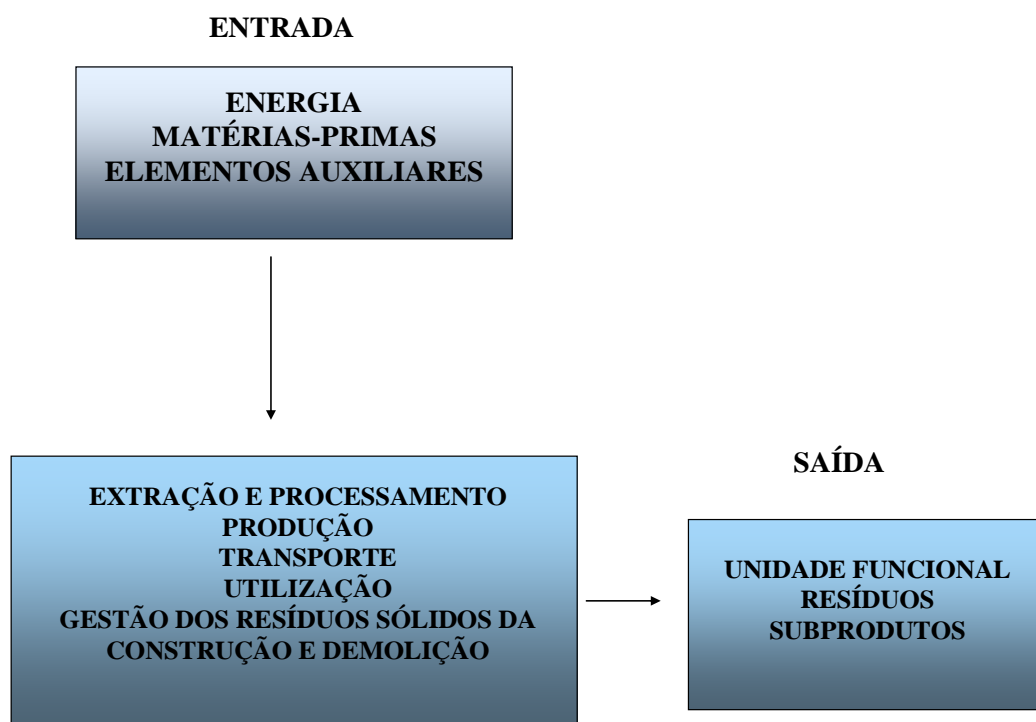 ENTRADA
ENERGIA
MATÉRIAS-PRIMAS
ELEMENTOS AUXILIARES
EXTRAÇÃO E PROCESSAMENTO
PRODUÇÃO
TRANSPORTE
UTILIZAÇÃO
GESTÃO DOS RESÍDUOS SÓLIDOS DA
CONSTRUÇÃO E DEMOLIÇÃO
SAÍDA
UNIDADE FUNCIONAL
RESÍDUOS
SUBPRODUTOS